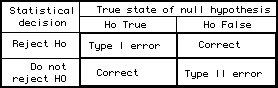 Statistical decision
True state of null hypothesis
Ho True
Ho False
Reject Ho
Type I error
Correct
Do not reject HO
Correct
Type II error